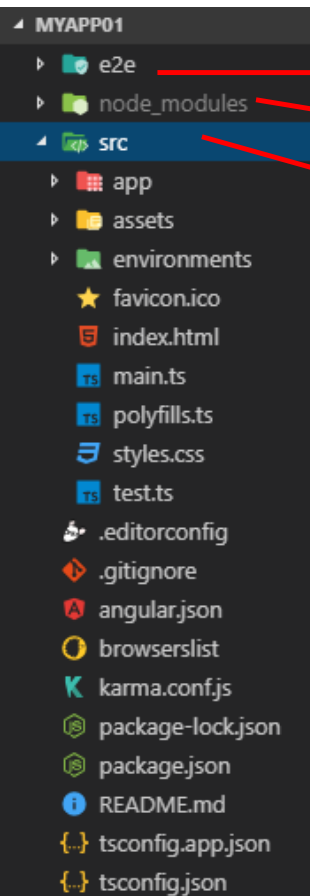 MYAPP01
e2e
node_modules
src
app
assets
environments
favicon.ico
index.html
main.ts
polyfills.ts
styles.css
test.ts
.editorconfig
.gitignore
angular.json
browserslist
karma.conf.js
package-lock.json
package.json
README.md
tsconfig.app.json
tsconfig.json